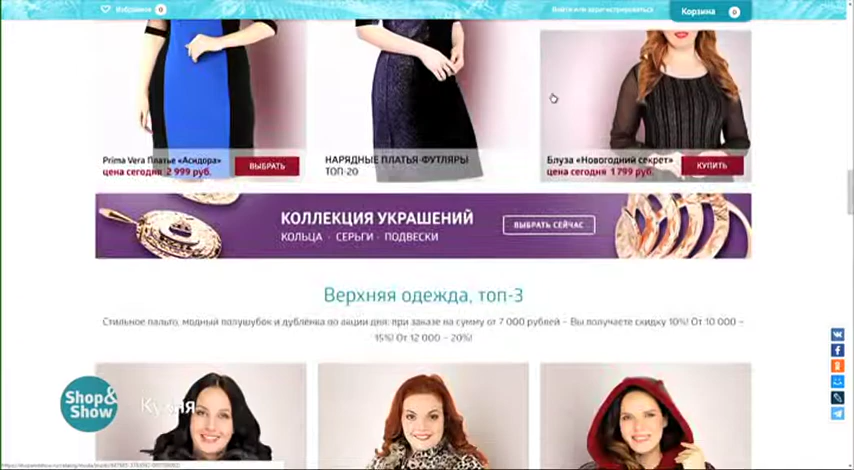 Избранное 0
Войти или зарегистрироваться
Корзина 0
Prima Vera Платье «Асидора»
цена сегодня 2 999 руб.
ВЫБРАТЬ
НАРЯДНЫЕ ПЛАТЬЯ-ФУТЛЯРЫ
ТОП-20
Блуза «Новогодний секрет»
цена сегодня 1 799 руб.
КУПИТЬ
КОЛЛЕКЦИЯ УКРАШЕНИЙ
КОЛЬЦА · СЕРЬГИ · ПОДВЕСКИ
ВЫБРАТЬ СЕЙЧАС
Верхняя одежда, топ-3
Стильное пальто, модный полушубок и дублёнка по акции дня: при заказе на сумму от 7 000 рублей – Вы получаете скидку 10%! От 10 000 –
15%! От 12 000 – 20%!
Shop&
Show
Кухня